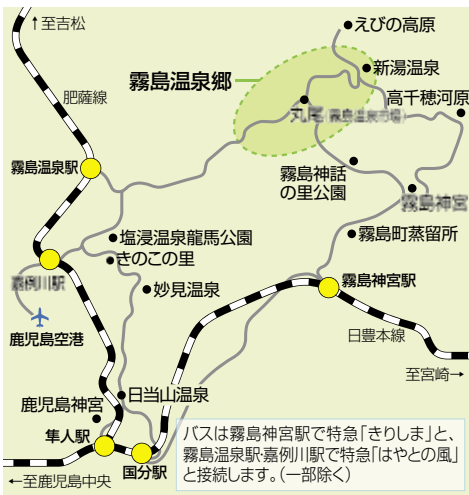 ↑至吉松
えびの高原
新湯温泉
霧島温泉郷
肥薩線
高千穂河原
丸尾(霧島温泉市場)
霧島温泉駅
霧島神話
の里公園
霧島神宮
塩浸温泉龍馬公園
霧島町蒸留所
きのこの里
嘉例川駅
妙見温泉
霧島神宮駅
鹿児島空港
日豊本線
至宮崎→
日当山温泉
鹿児島神宮
隼人駅
国分駅
←至鹿児島中央
バスは霧島神宮駅で特急「きりしま」と、
霧島温泉駅・嘉例川駅で特急「はやとの風」
と接続します。(一部除く)